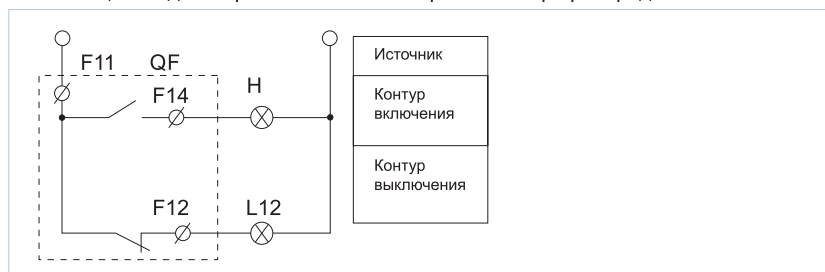 F11 QF
F14
H
F12
L12
Источник
Контур
включения
Контур
выключения